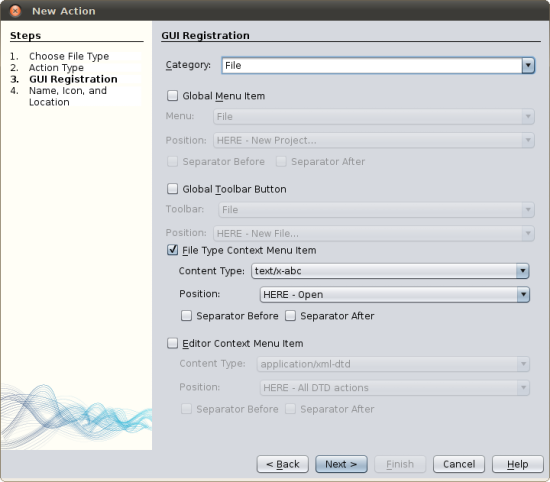 New Action
Steps
1. Choose File Type
2. Action Type
3. GUI Registration
4. Name, Icon, and
Location
GUI Registration
Category: File
Global Menu Item
Menu: File
Position: HERE - New Project...
Separator Before Separator After
Global Toolbar Button
Toolbar: File
Position: HERE - New File...
File Type Context Menu Item
Content Type: text/x-abc
Position: HERE - Open
Separator Before Separator After
Editor Context Menu Item
Content Type: application/xml-dtd
Position: HERE - All DTD actions
Separator Before Separator After
< Back Next > Finish Cancel Help